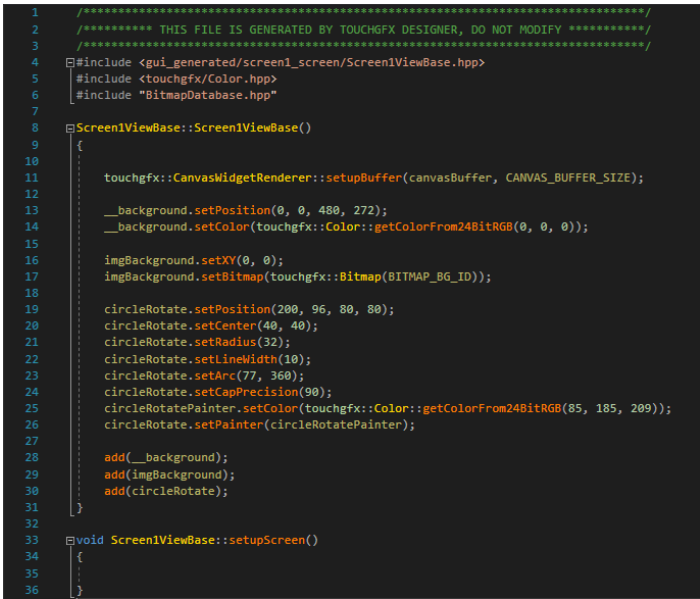 1 /*********************************************************************************/
2 /********** THIS FILE IS GENERATED BY TOUCHGFX DESIGNER, DO NOT MODIFY ***********/
3 /*********************************************************************************/
4 #include <gui_generated/screen1_screen/Screen1ViewBase.hpp>
5 #include <touchgfx/Color.hpp>
6 #include "BitmapDatabase.hpp"
7
8 Screen1ViewBase::Screen1ViewBase()
9 {
10
11     touchgfx::CanvasWidgetRenderer::setupBuffer(canvasBuffer, CANVAS_BUFFER_SIZE);
12
13     __background.setPosition(0, 0, 480, 272);
14     __background.setColor(touchgfx::Color::getColorFrom24BitRGB(0, 0, 0));
15
16     imgBackground.setXY(0, 0);
17     imgBackground.setBitmap(touchgfx::Bitmap(BITMAP_BG_ID));
18
19     circleRotate.setPosition(200, 96, 80, 80);
20     circleRotate.setCenter(40, 40);
21     circleRotate.setRadius(32);
22     circleRotate.setLineWidth(10);
23     circleRotate.setArc(77, 360);
24     circleRotate.setCapPrecision(90);
25     circleRotatePainter.setColor(touchgfx::Color::getColorFrom24BitRGB(85, 185, 209));
26     circleRotate.setPainter(circleRotatePainter);
27
28     add(__background);
29     add(imgBackground);
30     add(circleRotate);
31 }
32
33 void Screen1ViewBase::setupScreen()
34 {
35
36 }